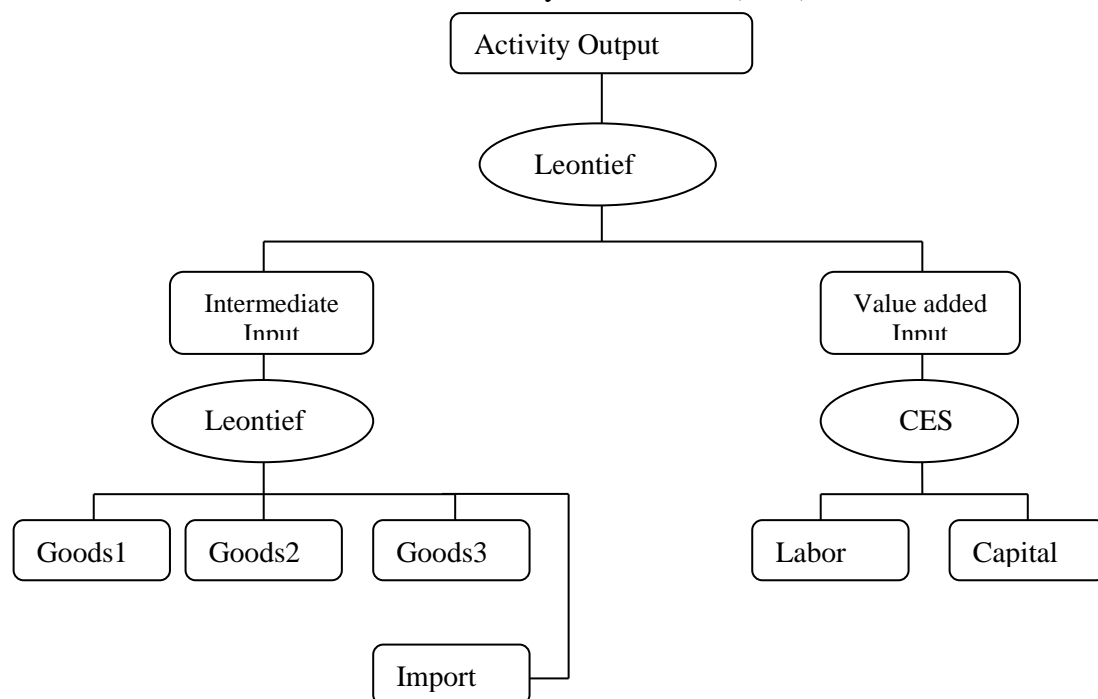 Activity Output
Leontief
Intermediate
Input
Value added
Input
Leontief
CES
Goods1
Goods2
Goods3
Labor
Capital
Import